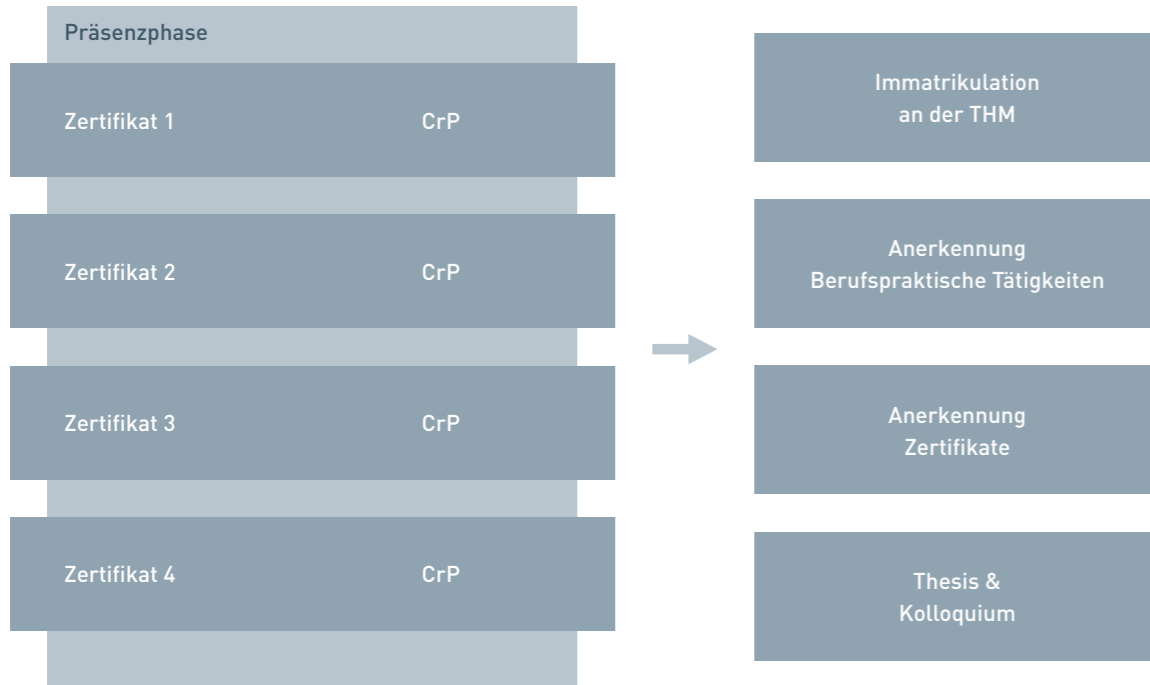 Präsenzphase
Zertifikat 1 CrP
Zertifikat 2 CrP
Zertifikat 3 CrP
Zertifikat 4 CrP
Immatrikulation
an der THM
Anerkennung
Berufspraktische Tätigkeiten
Anerkennung
Zertifikate
Thesis &
Kolloquium